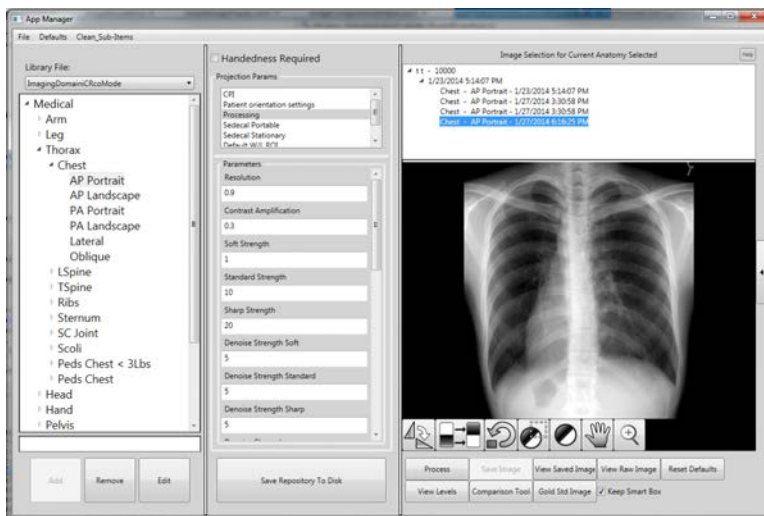 App Manager
File Defaults Clean_Sub-Items
Library File:
ImagingDomainiCRcoMode
Medical
Arm
Leg
Thorax
Chest
AP Portrait
AP Landscape
PA Portrait
PA Landscape
Lateral
Oblique
LSpine
TSpine
Ribs
Sternum
SC Joint
Scoli
Peds Chest < 3Lbs
Peds Chest
Head
Hand
Pelvis
Add Remove Edit
Handedness Required
Projection Params
CPI
Patient orientation settings
Processing
Sedecal Portable
Sedecal Stationary
Default W/L ROI
Parameters
Resolution
0.9
Contrast Amplification
0.3
Soft Strength
1
Standard Strength
10
Sharp Strength
20
Denoise Strength Soft
5
Denoise Strength Standard
5
Denoise Strength Sharp
5
Save Repository To Disk
Image Selection for Current Anatomy Selected
Help
t t - 10000
1/23/2014 5:14:07 PM
Chest - AP Portrait - 1/23/2014 5:14:07 PM
Chest - AP Portrait - 1/27/2014 3:30:58 PM
Chest - AP Portrait - 1/27/2014 3:30:58 PM
Chest - AP Portrait - 1/27/2014 6:16:25 PM
Process Save Image View Saved Image View Raw Image Reset Defaults
View Levels Comparison Tool Gold Std Image Keep Smart Box